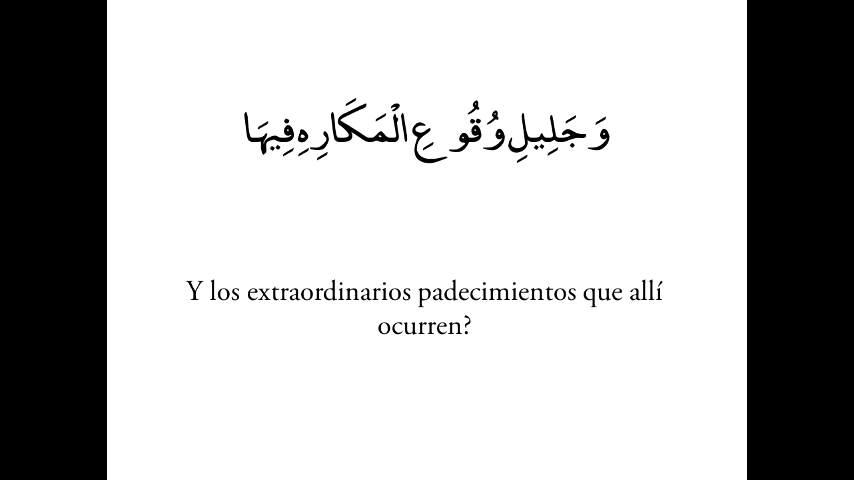 وَ جَلِيلِ وُقُوعِ الْمَكَارِهِ فِيهَا
Y los extraordinarios padecimientos que allí
ocurren?